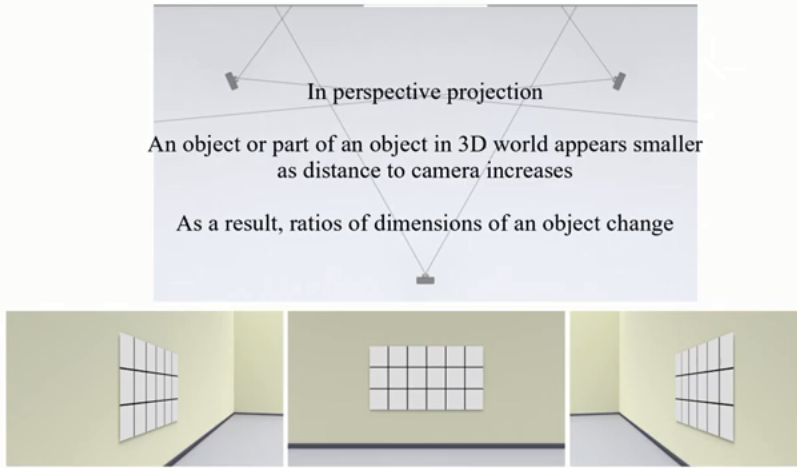 In perspective projection
An object or part of an object in 3D world appears smaller
as distance to camera increases
As a result, ratios of dimensions of an object change